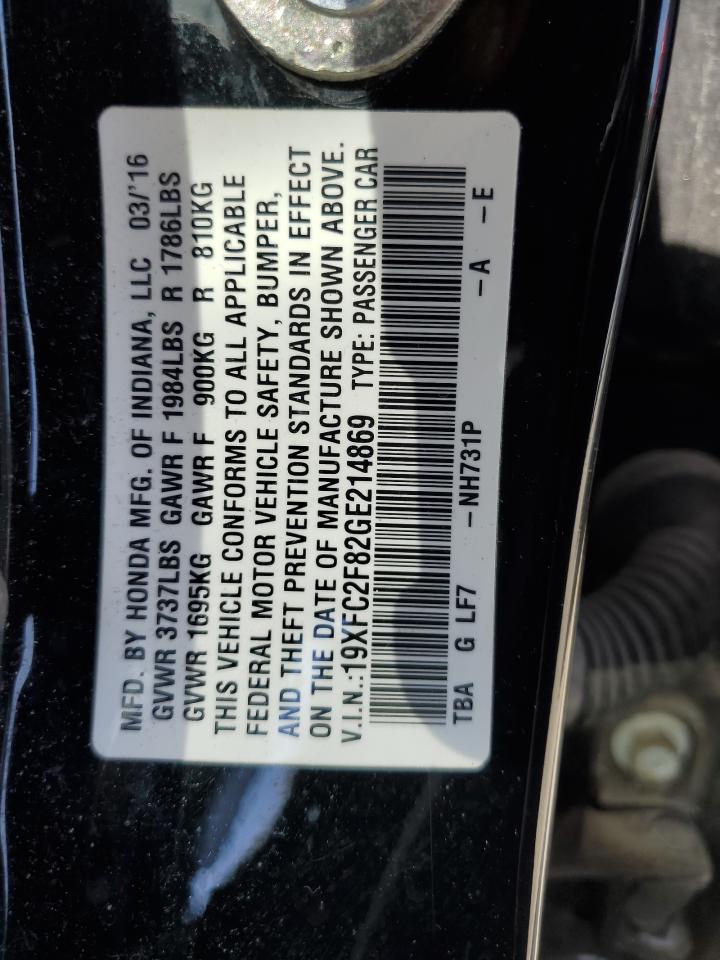 MFD. BY HONDA MFG. OF INDIANA, LLC 03/'16
GVWR 3737LBS GAWR F 1984LBS R 1786LBS
GVWR 1695KG GAWR F 900KG R 810KG
THIS VEHICLE CONFORMS TO ALL APPLICABLE
FEDERAL MOTOR VEHICLE SAFETY, BUMPER,
AND THEFT PREVENTION STANDARDS IN EFFECT
ON THE DATE OF MANUFACTURE SHOWN ABOVE.
V.I.N.:19XFC2F82GE214869 TYPE: PASSENGER CAR
TBA G LF7 -NH731P -A -E